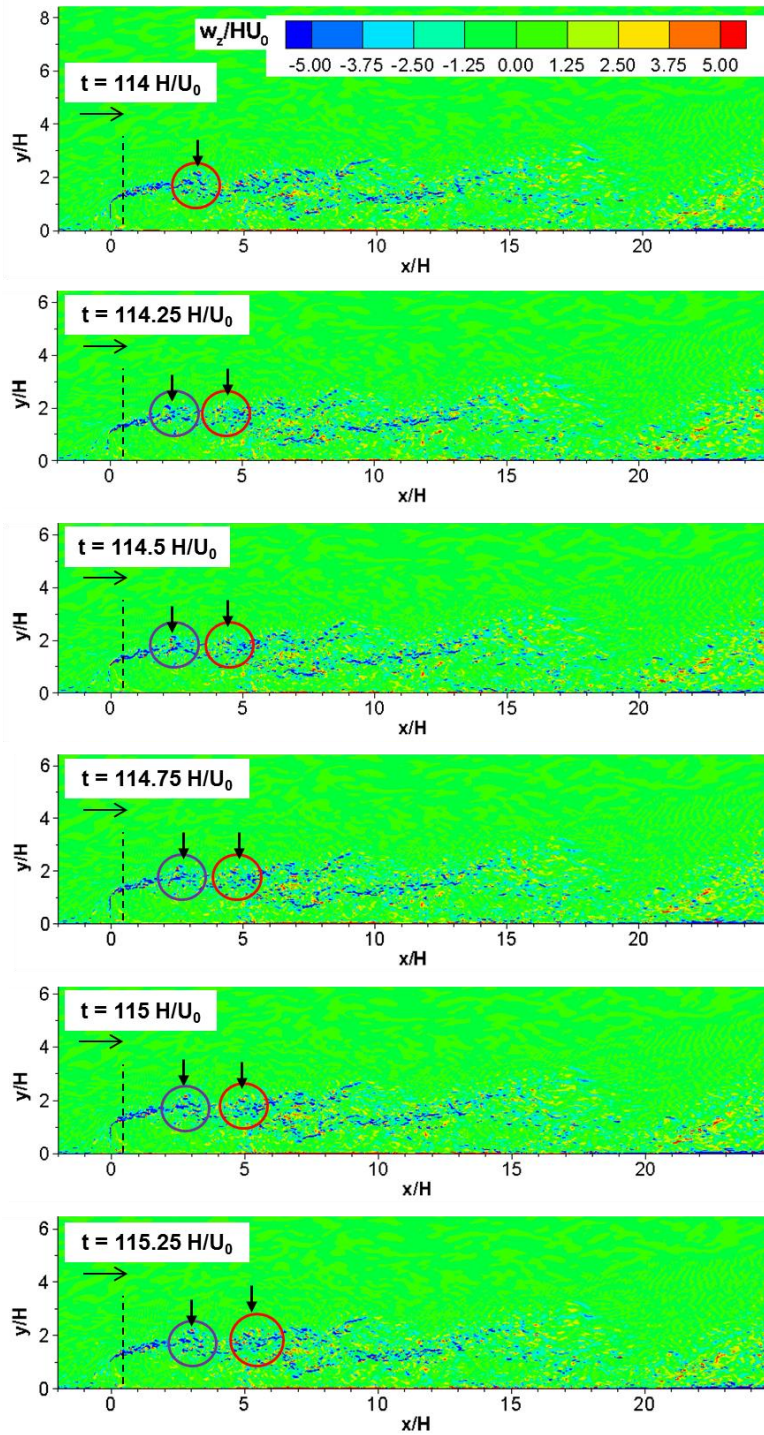 w_z/HU_0
-5.00 -3.75 -2.50 -1.25 0.00 1.25 2.50 3.75 5.00
t = 114 H/U_0
y/H
8
6
4
2
0
0 5 10 15 20
x/H
t = 114.25 H/U_0
y/H
6
4
2
0
0 5 10 15 20
x/H
t = 114.5 H/U_0
y/H
6
4
2
0
0 5 10 15 20
x/H
t = 114.75 H/U_0
y/H
6
4
2
0
0 5 10 15 20
x/H
t = 115 H/U_0
y/H
6
4
2
0
0 5 10 15 20
x/H
t = 115.25 H/U_0
y/H
6
4
2
0
0 5 10 15 20
x/H